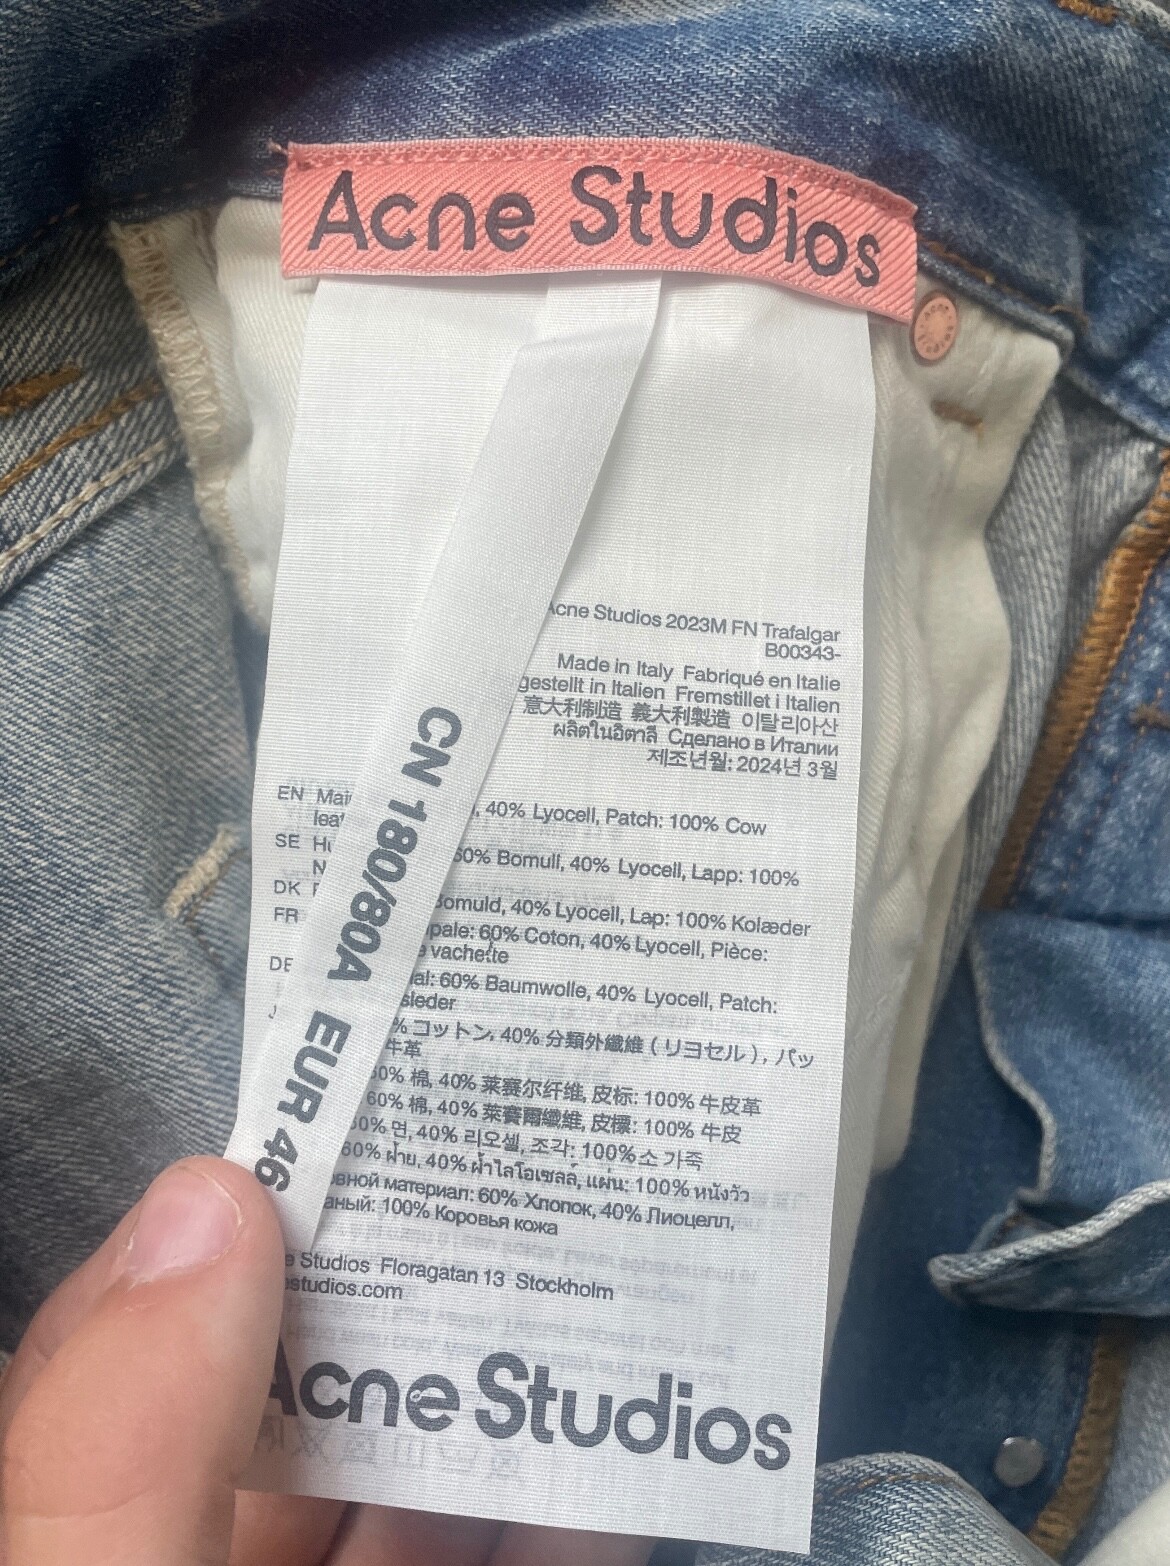 Acne Studios
Acne Studios 2023M FN Trafalgar
B00343-
Made in Italy Fabriqué en Italie
gestellt in Italien Fremstillet i Italien
意大利制造 義大利製造 이탈리아산
ผลิตในอิตาลี Сделано в Италии
제조년월: 2024년 3월
CN 180/80A EUR 46
EN , 40% Lyocell, Patch: 100% Cow
SE 60% Bomull, 40% Lyocell, Lapp: 100%
DK Bomuld, 40% Lyocell, Lap: 100% Kolæder
FR pale: 60% Coton, 40% Lyocell, Pièce:
vachette
DE al: 60% Baumwolle, 40% Lyocell, Patch:
sleder
J % コットン, 40% 分類外繊維 ( リヨセル ), パッ
牛革
0% 棉, 40% 莱赛尔纤维, 皮标: 100% 牛皮革
60% 棉, 40% 萊賽爾纖維, 皮標: 100% 牛皮
60% 면, 40% 리오셀, 조각: 100% 소 가죽
60% ฝ้าย, 40% ผ้าไลโอเซลล์, แผ่น: 100% หนังวัว
вной материал: 60% Хлопок, 40% Лиоцелл,
аный: 100% Коровья кожа
e Studios Floragatan 13 Stockholm
estudios.com
Acne Studios